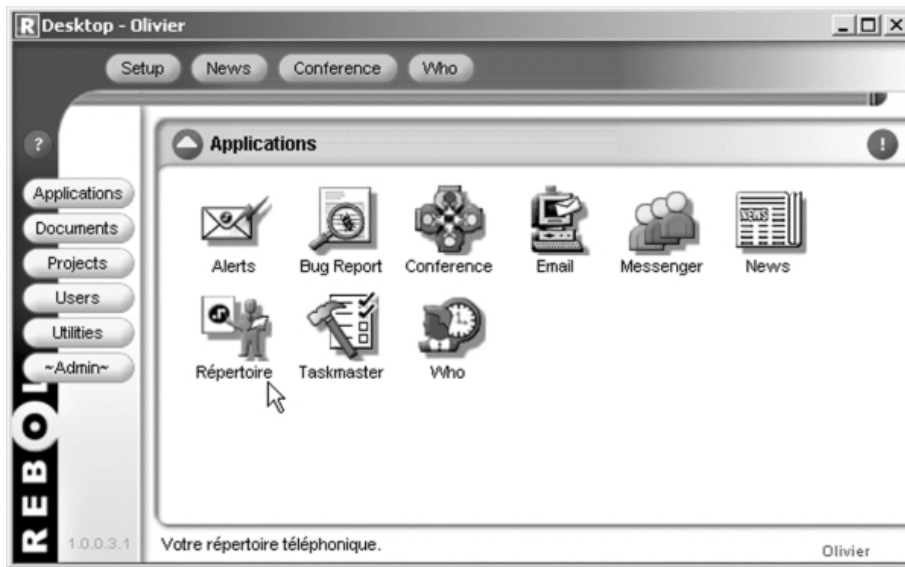 R Desktop - Olivier
Setup News Conference Who
?
Applications
!
Applications
Documents
Projects
Users
Utilities
~Admin~
Alerts Bug Report Conference Email Messenger News
NEWS
Répertoire Taskmaster Who
REBOL
1.0.0.3.1
Votre répertoire téléphonique.
Olivier